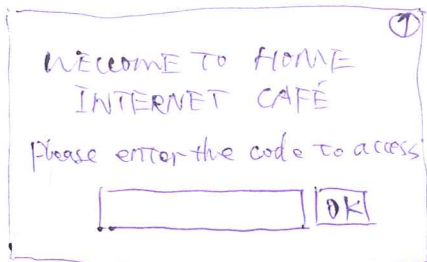 ①
WELCOME TO HOME
INTERNET CAFÉ
please enter the code to access
OK